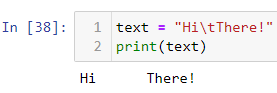 In [38]: 1 text = "Hi\tThere!"
2 print(text)
Hi There!